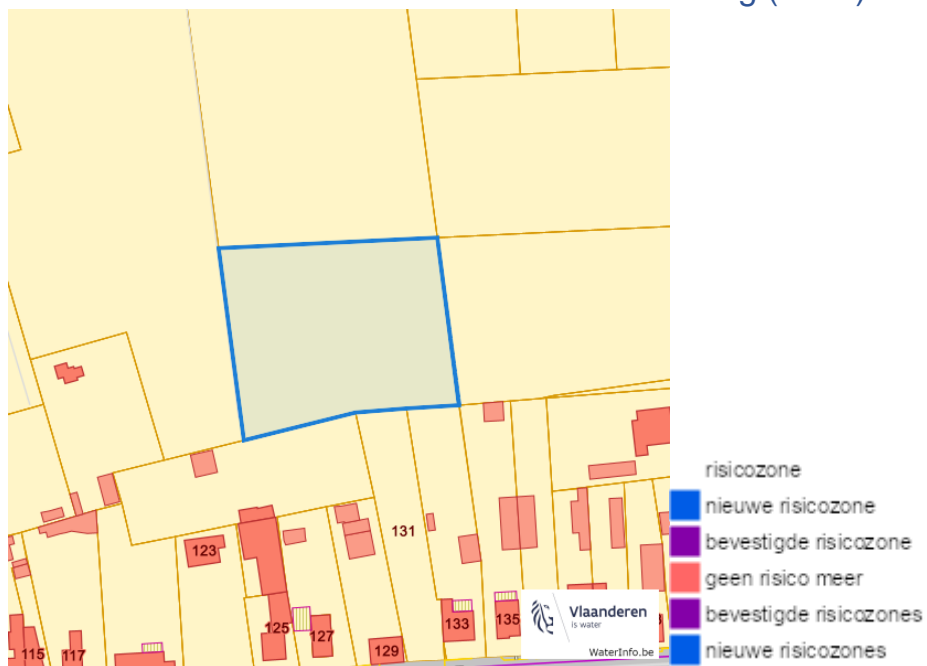 risicozone
nieuwe risicozone
bevestigde risicozone
geen risico meer
bevestigde risicozones
nieuwe risicozones
131
123
125
127
133
135
129
115
117
Vlaanderen
is water
WaterInfo.be